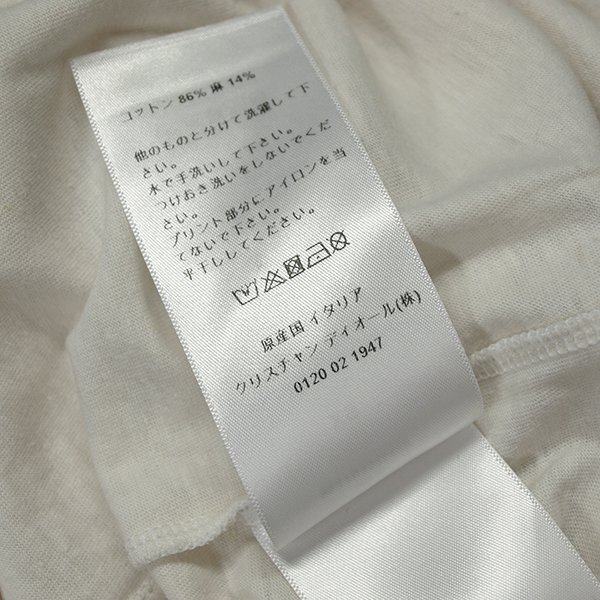 コットン 86% 麻 14%
他のものと分けて洗濯して下
さい。
水で手洗いして下さい。
つけおき洗いをしないでくだ
さい。
プリント部分にアイロンを当
てないで下さい。
平干ししてください。
原産国 イタリア
クリスチャン ディオール(株)
0120 02 1947